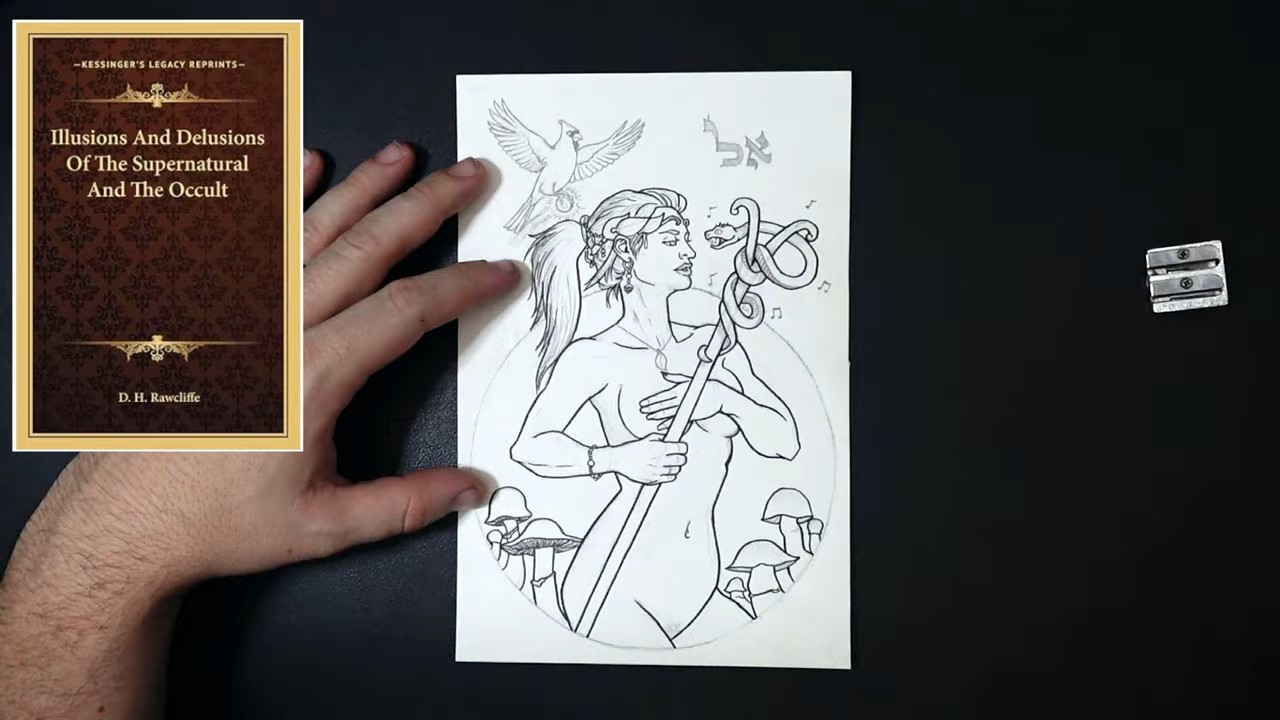 —KESSINGER'S LEGACY REPRINTS—
Illusions And Delusions
Of The Supernatural
And The Occult
D. H. Rawcliffe
אל